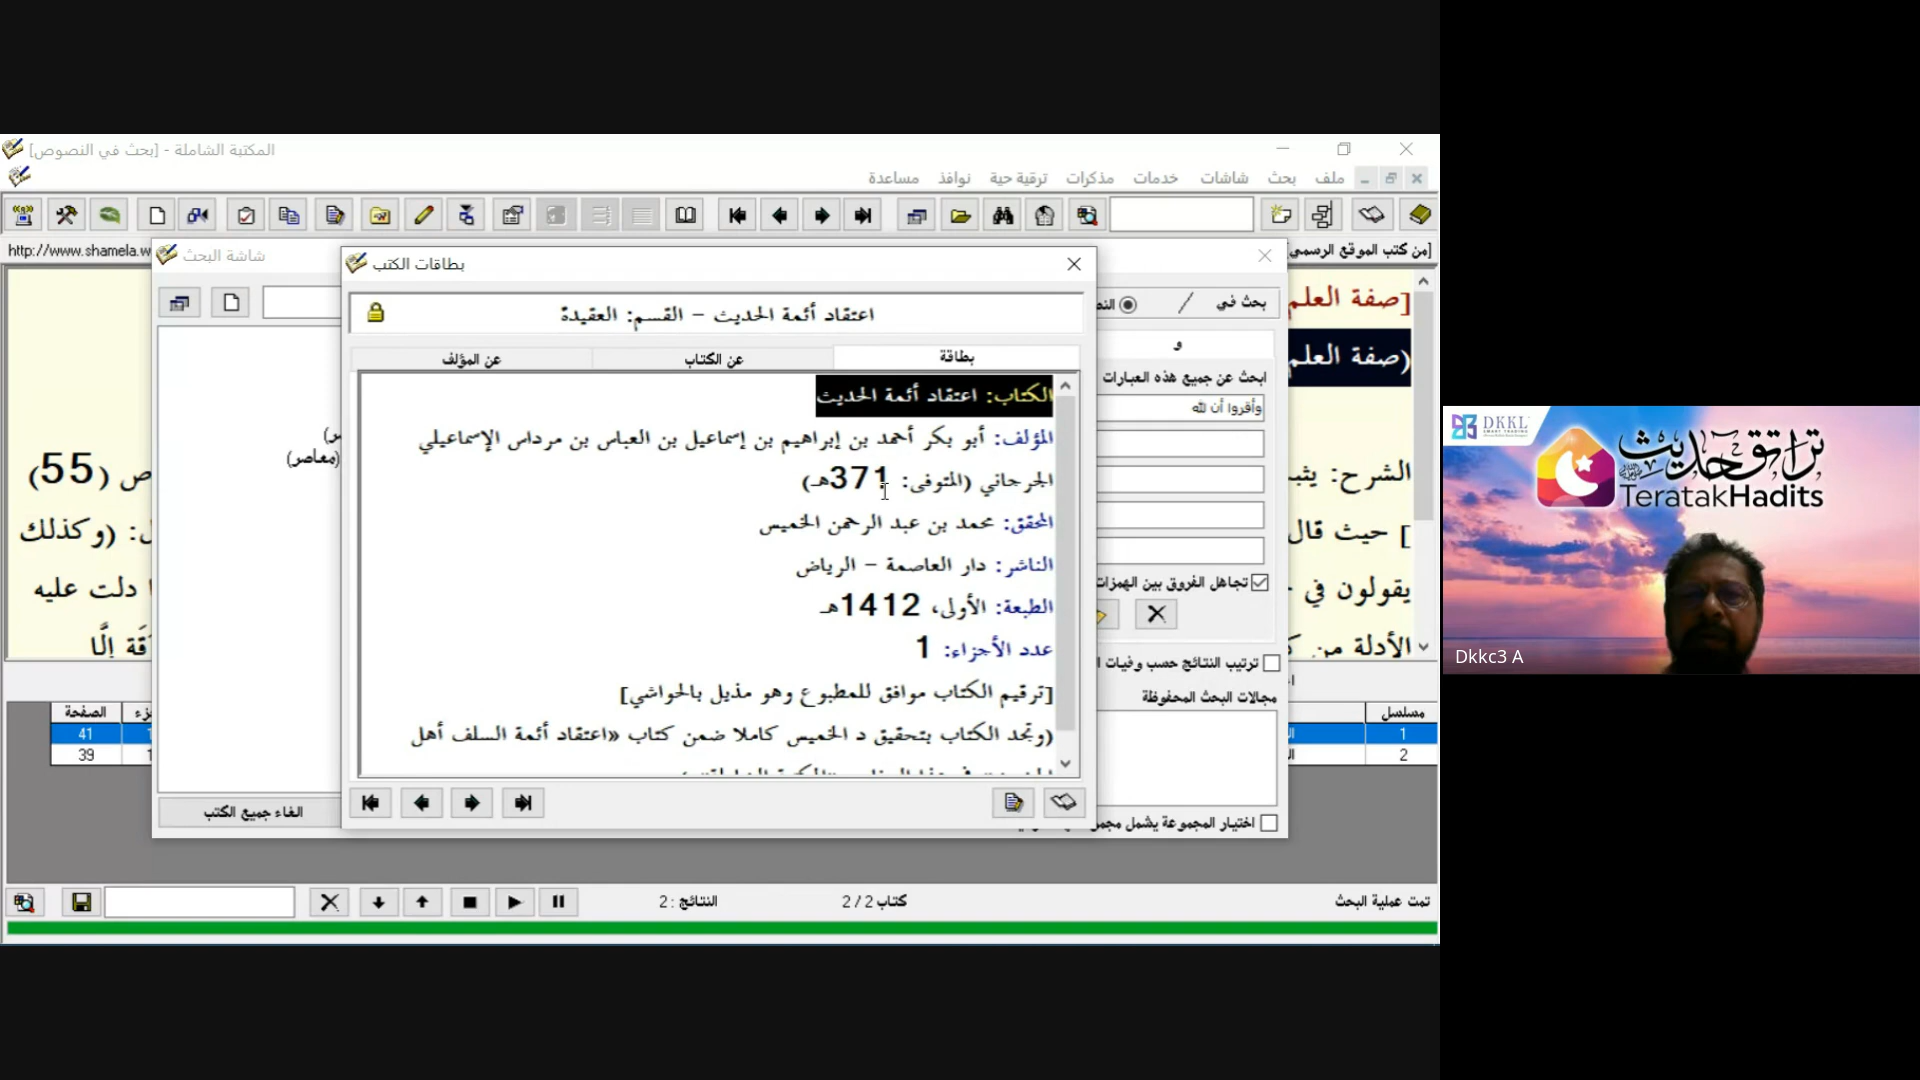 المكتبة الشاملة - [بحث في النصوص]
ملف بحث شاشات خدمات مذكرات ترقية حية نوافذ مساعدة
http://www.shamela.w
[من كتب الموقع الرسمي]
شاشة البحث
بطاقات الكتب
اعتقاد أئمة الحديث - القسم: العقيدة
بطاقة
عن الكتاب
عن المؤلف
الكتاب: اعتقاد أئمة الحديث
المؤلف: أبو بكر أحمد بن إبراهيم بن إسماعيل بن العباس بن مرداس الإسماعيلي
الجرجاني (المتوفى: 371هـ)
المحقق: محمد بن عبد الرحمن الخميس
الناشر: دار العاصمة - الرياض
الطبعة: الأولى، 1412هـ
عدد الأجزاء: 1
[ترقيم الكتاب موافق للمطبوع وهو مذيل بالحواشي]
(وتجد الكتاب بتحقيق د الخميس كاملا ضمن كتاب «اعتقاد أئمة السلف أهل
بحث في
و
ابحث عن جميع هذه العبارات
وأقروا أن لله
تجاهل الفروق بين الهمزات
ترتيب النتائج حسب وفيات
مجالات البحث المحفوظة
الغاء جميع الكتب
(معاصر)
[صفة العلم
(صفة العلم
الشرح:
] حيث قال
يقولون في
الأدلة من
ص (55)
: (وكذلك
دلت عليه
إلَّا
مسلسل
1
2
الصفحة
41
39
النتائج : 2
كتاب 2 / 2
تمت عملية البحث
DKKL
تراتق حديث
TeratakHadits
Dkkc3 A